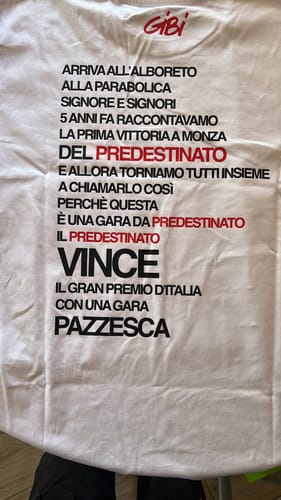 GiBi
ARRIVA ALL'ALBORETO
ALLA PARABOLICA
SIGNORE E SIGNORI
5 ANNI FA RACCONTAVAMO
LA PRIMA VITTORIA A MONZA
DEL PREDESTINATO
E ALLORA TORNIAMO TUTTI INSIEME
A CHIAMARLO COSÌ
PERCHÈ QUESTA
È UNA GARA DA PREDESTINATO
IL PREDESTINATO
VINCE
IL GRAN PREMIO D'ITALIA
CON UNA GARA
PAZZESCA